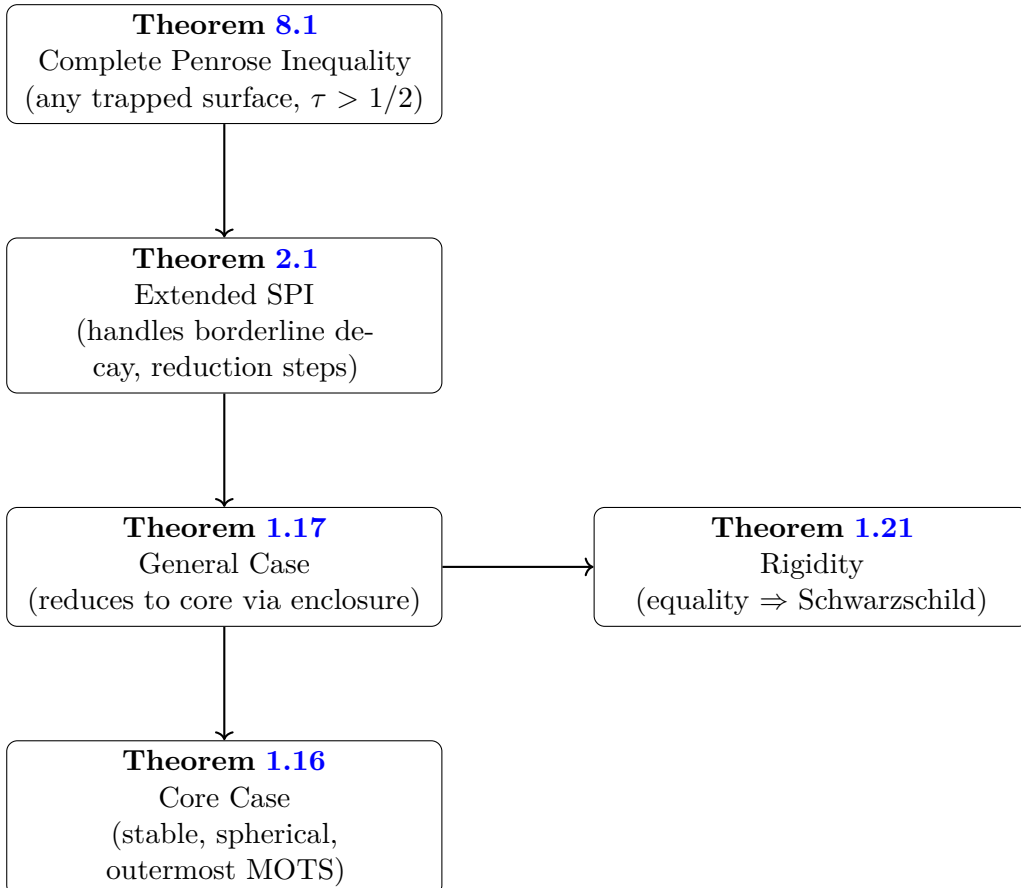 Theorem 8.1
Complete Penrose Inequality
(any trapped surface, τ > 1/2)
Theorem 2.1
Extended SPI
(handles borderline de-
cay, reduction steps)
Theorem 1.17
General Case
(reduces to core via enclosure)
Theorem 1.21
Rigidity
(equality ⇒ Schwarzschild)
Theorem 1.16
Core Case
(stable, spherical,
outermost MOTS)